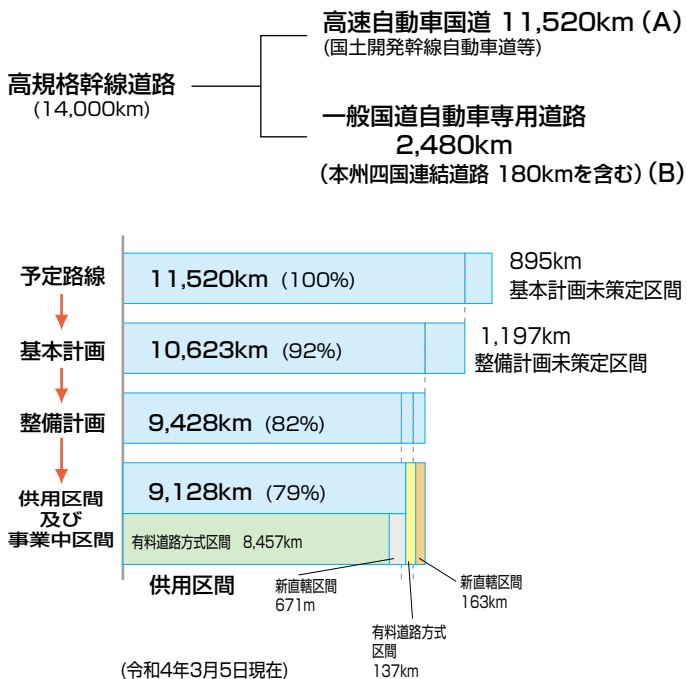 高速自動車国道 11,520km (A)
(国土開発幹線自動車道等)
高規格幹線道路
(14,000km)
一般国道自動車専用道路
2,480km
(本州四国連結道路 180kmを含む) (B)
予定路線
11,520km (100%)
895km
基本計画未策定区間
基本計画
10,623km (92%)
1,197km
整備計画未策定区間
整備計画
9,428km (82%)
供用区間
及び
事業中区間
9,128km (79%)
有料道路方式区間 8,457km
供用区間
新直轄区間
671m
有料道路方式
区間
137km
新直轄区間
163km
(令和4年3月5日現在)